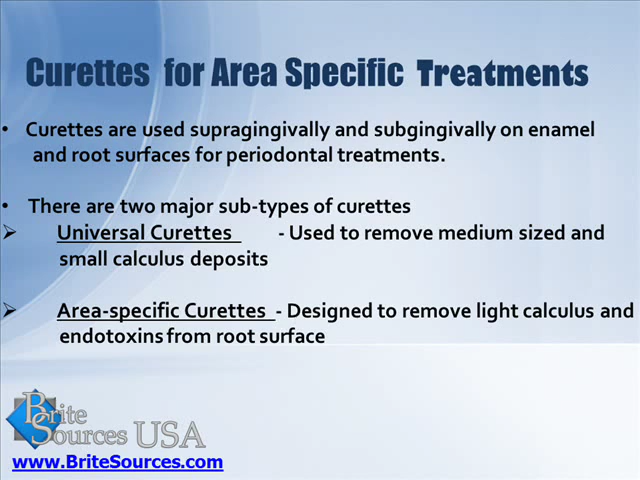 Curettes for Area Specific Treatments
• Curettes are used supragingivally and subgingivally on enamel
and root surfaces for periodontal treatments.
• There are two major sub-types of curettes
➢ Universal Curettes - Used to remove medium sized and
small calculus deposits
➢ Area-specific Curettes - Designed to remove light calculus and
endotoxins from root surface
Brite
Sources USA
www.BriteSources.com